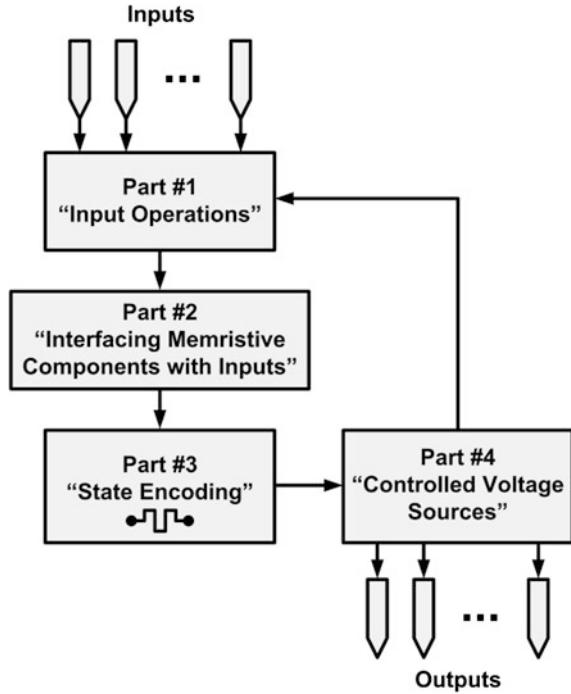 Inputs
...
Part #1
“Input Operations”
Part #2
“Interfacing Memristive
Components with Inputs”
Part #3
“State Encoding”
Part #4
“Controlled Voltage
Sources”
...
Outputs